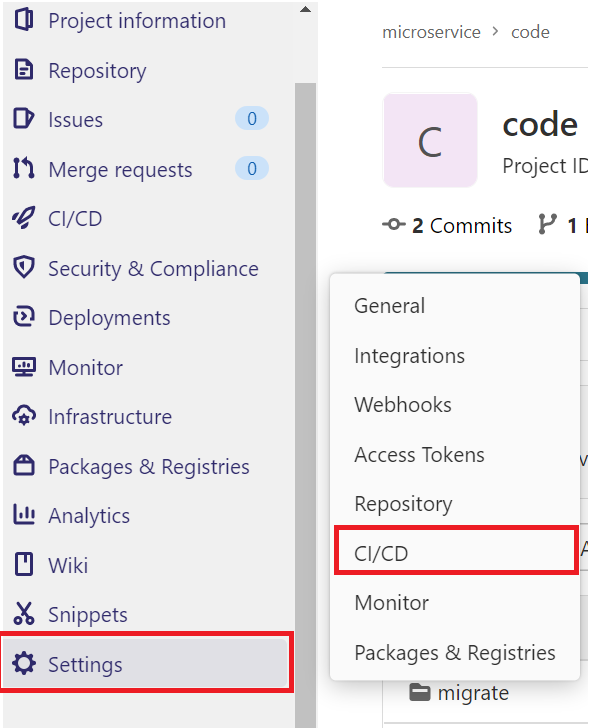 Project information
Repository
Issues 0
Merge requests 0
CI/CD
Security & Compliance
Deployments
Monitor
Infrastructure
Packages & Registries
Analytics
Wiki
Snippets
Settings
microservice > code
C
code
Project ID
2 Commits 1
General
Integrations
Webhooks
Access Tokens
Repository
CI/CD
Monitor
Packages & Registries
migrate